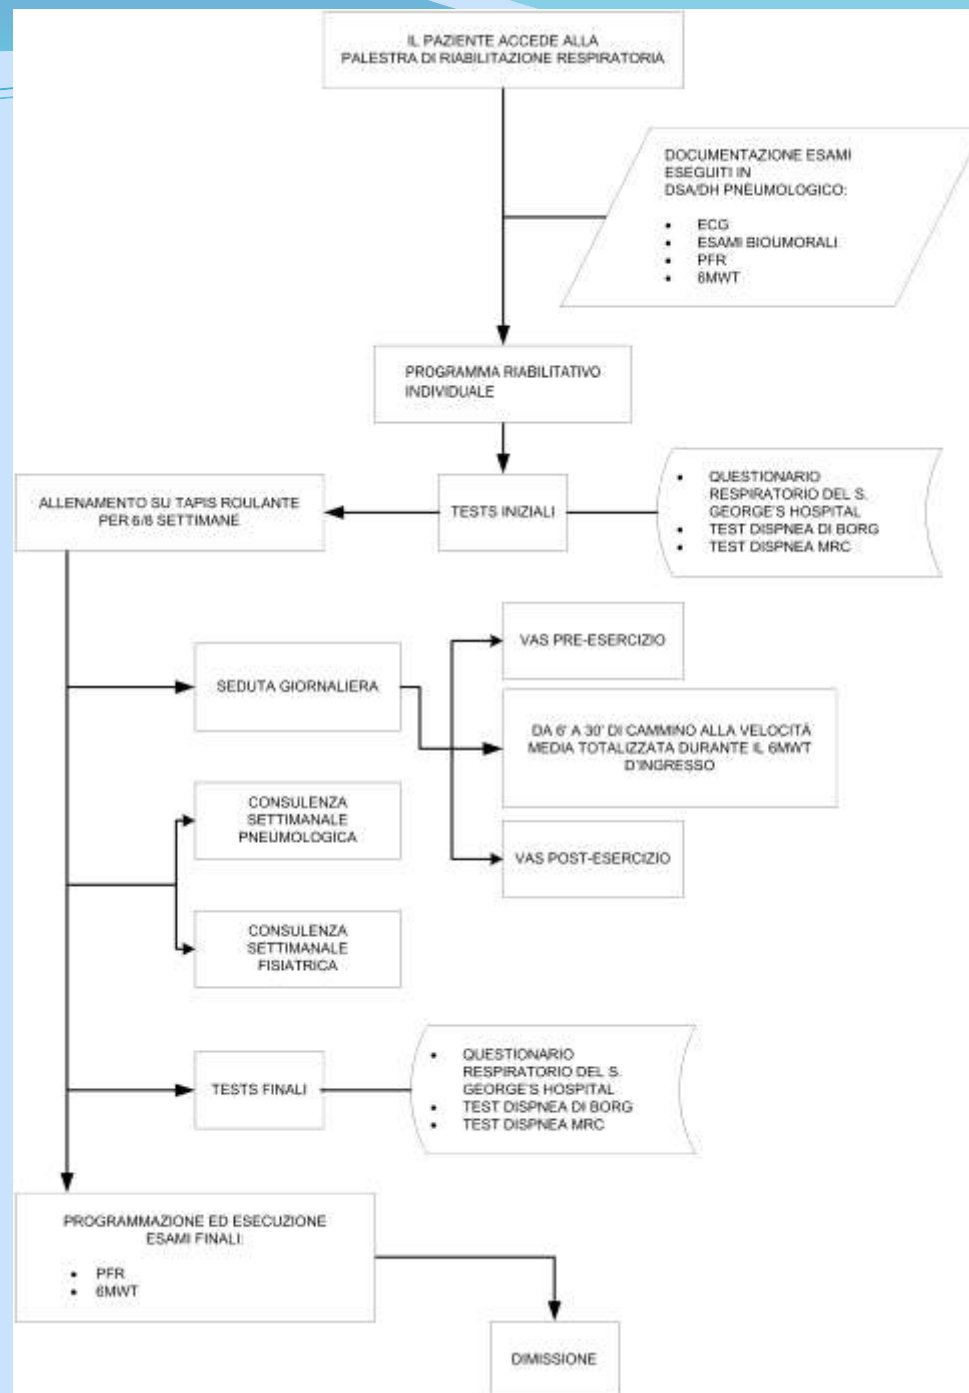 IL PAZIENTE ACCEDE ALLA
PALESTRA DI RIABILITAZIONE RESPIRATORIA
DOCUMENTAZIONE ESAMI
ESEGUITI IN
DSA/DH PNEUMOLOGICO:
• ECG
• ESAMI BIOUMORALI
• PFR
• 6MWT
PROGRAMMA RIABILITATIVO
INDIVIDUALE
ALLENAMENTO SU TAPIS ROULANTE
PER 6/8 SETTIMANE
TESTS INIZIALI
• QUESTIONARIO
RESPIRATORIO DEL S.
GEORGE'S HOSPITAL
• TEST DISPNEA DI BORG
• TEST DISPNEA MRC
SEDUTA GIORNALIERA
VAS PRE-ESERCIZIO
DA 6' A 30' DI CAMMINO ALLA VELOCITÀ
MEDIA TOTALIZZATA DURANTE IL 6MWT
D'INGRESSO
VAS POST-ESERCIZIO
CONSULENZA
SETTIMANALE
PNEUMOLOGICA
CONSULENZA
SETTIMANALE
FISIATRICA
TESTS FINALI
• QUESTIONARIO
RESPIRATORIO DEL S.
GEORGE'S HOSPITAL
• TEST DISPNEA DI BORG
• TEST DISPNEA MRC
PROGRAMMAZIONE ED ESECUZIONE
ESAMI FINALI:
• PFR
• 6MWT
DIMISSIONE